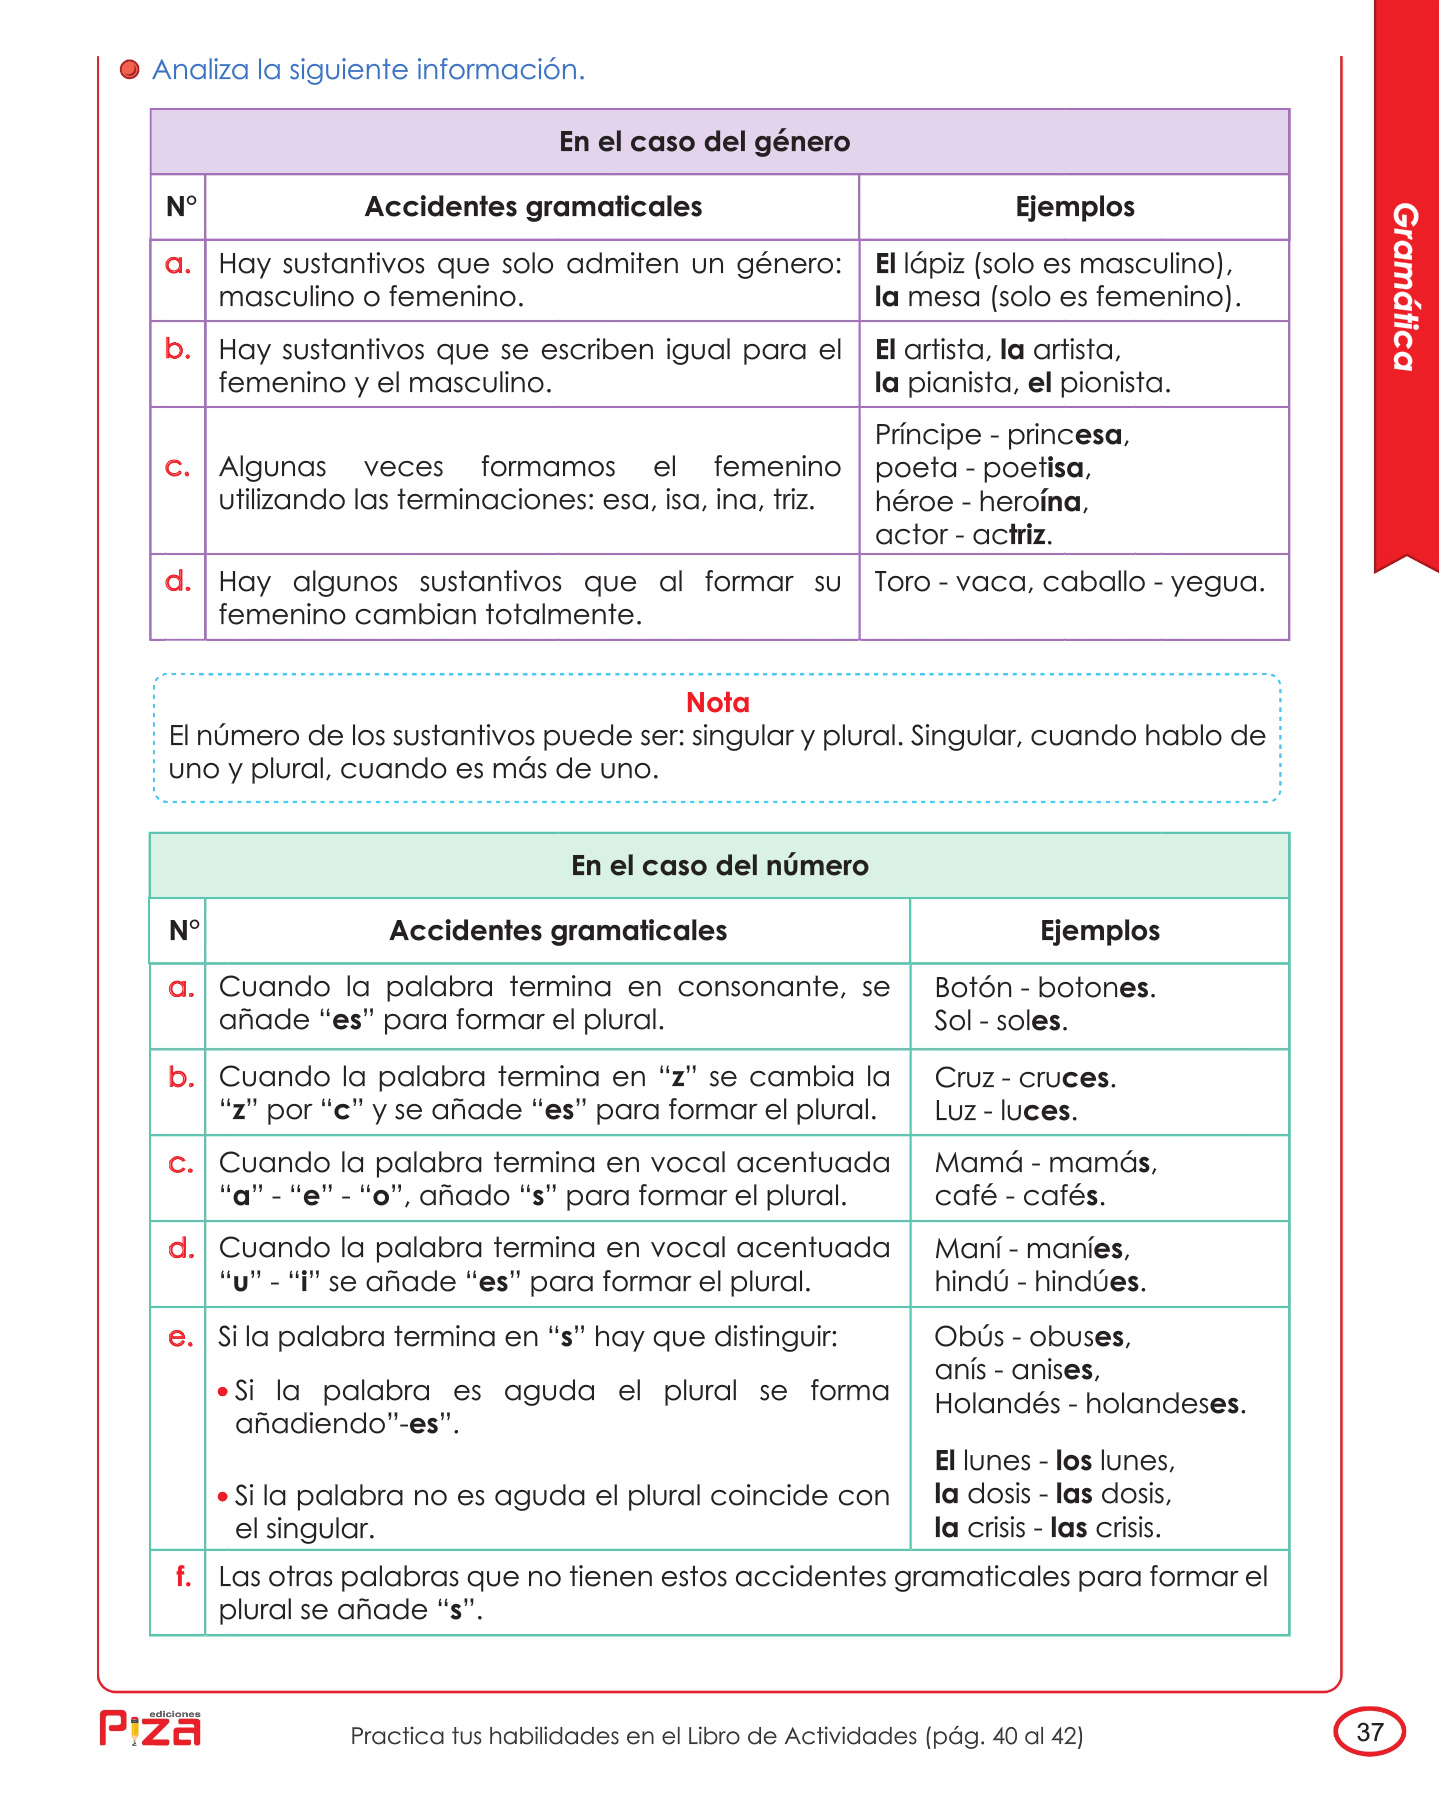 Analiza la siguiente información.
En el caso del género
N° Accidentes gramaticales Ejemplos
a. Hay sustantivos que solo admiten un género: El lápiz (solo es masculino),
masculino o femenino. la mesa (solo es femenino).
b. Hay sustantivos que se escriben igual para el El artista, la artista,
femenino y el masculino. la pianista, el pionista.
Príncipe - princesa,
c. Algunas veces formamos el femenino poeta - poetisa,
utilizando las terminaciones: esa, isa, ina, triz. héroe - heroína,
actor - actriz.
d. Hay algunos sustantivos que al formar su Toro - vaca, caballo - yegua.
femenino cambian totalmente.
Nota
El número de los sustantivos puede ser: singular y plural. Singular, cuando hablo de
uno y plural, cuando es más de uno.
En el caso del número
N° Accidentes gramaticales Ejemplos
a. Cuando la palabra termina en consonante, se Botón - botones.
añade “es” para formar el plural. Sol - soles.
b. Cuando la palabra termina en “z” se cambia la Cruz - cruces.
“z” por “c” y se añade “es” para formar el plural. Luz - luces.
c. Cuando la palabra termina en vocal acentuada Mamá - mamás,
“a” - “e” - “o”, añado “s” para formar el plural. café - cafés.
d. Cuando la palabra termina en vocal acentuada Maní - maníes,
“u” - “i” se añade “es” para formar el plural. hindú - hindúes.
e. Si la palabra termina en “s” hay que distinguir: Obús - obuses,
anís - anises,
• Si la palabra es aguda el plural se forma Holandés - holandeses.
añadiendo”-es”.
El lunes - los lunes,
• Si la palabra no es aguda el plural coincide con la dosis - las dosis,
el singular. la crisis - las crisis.
f. Las otras palabras que no tienen estos accidentes gramaticales para formar el
plural se añade “s”.
Gramática
ediciones
Piza
Practica tus habilidades en el Libro de Actividades (pág. 40 al 42)
37